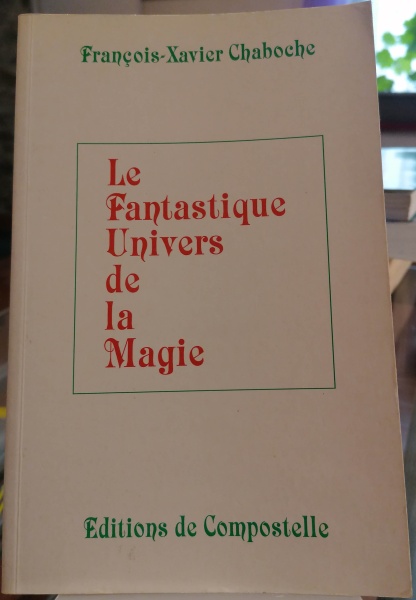 François-Xavier Chaboche
Le
Fantastique
Univers
de
la
Magie
Editions de Compostelle